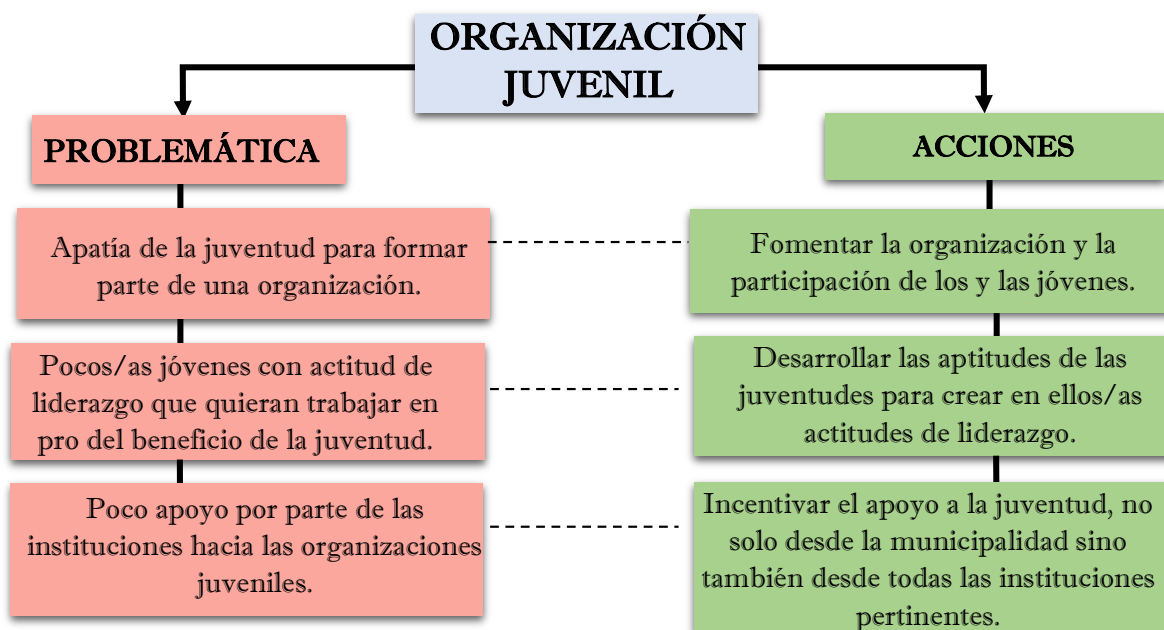 ORGANIZACIÓN
JUVENIL
PROBLEMÁTICA
Apatía de la juventud para formar
parte de una organización.
Pocos/as jóvenes con actitud de
liderazgo que quieran trabajar en
pro del beneficio de la juventud.
Poco apoyo por parte de las
instituciones hacia las organizaciones
juveniles.
ACCIONES
Fomentar la organización y la
participación de los y las jóvenes.
Desarrollar las aptitudes de las
juventudes para crear en ellos/as
actitudes de liderazgo.
Incentivar el apoyo a la juventud, no
solo desde la municipalidad sino
también desde todas las instituciones
pertinentes.